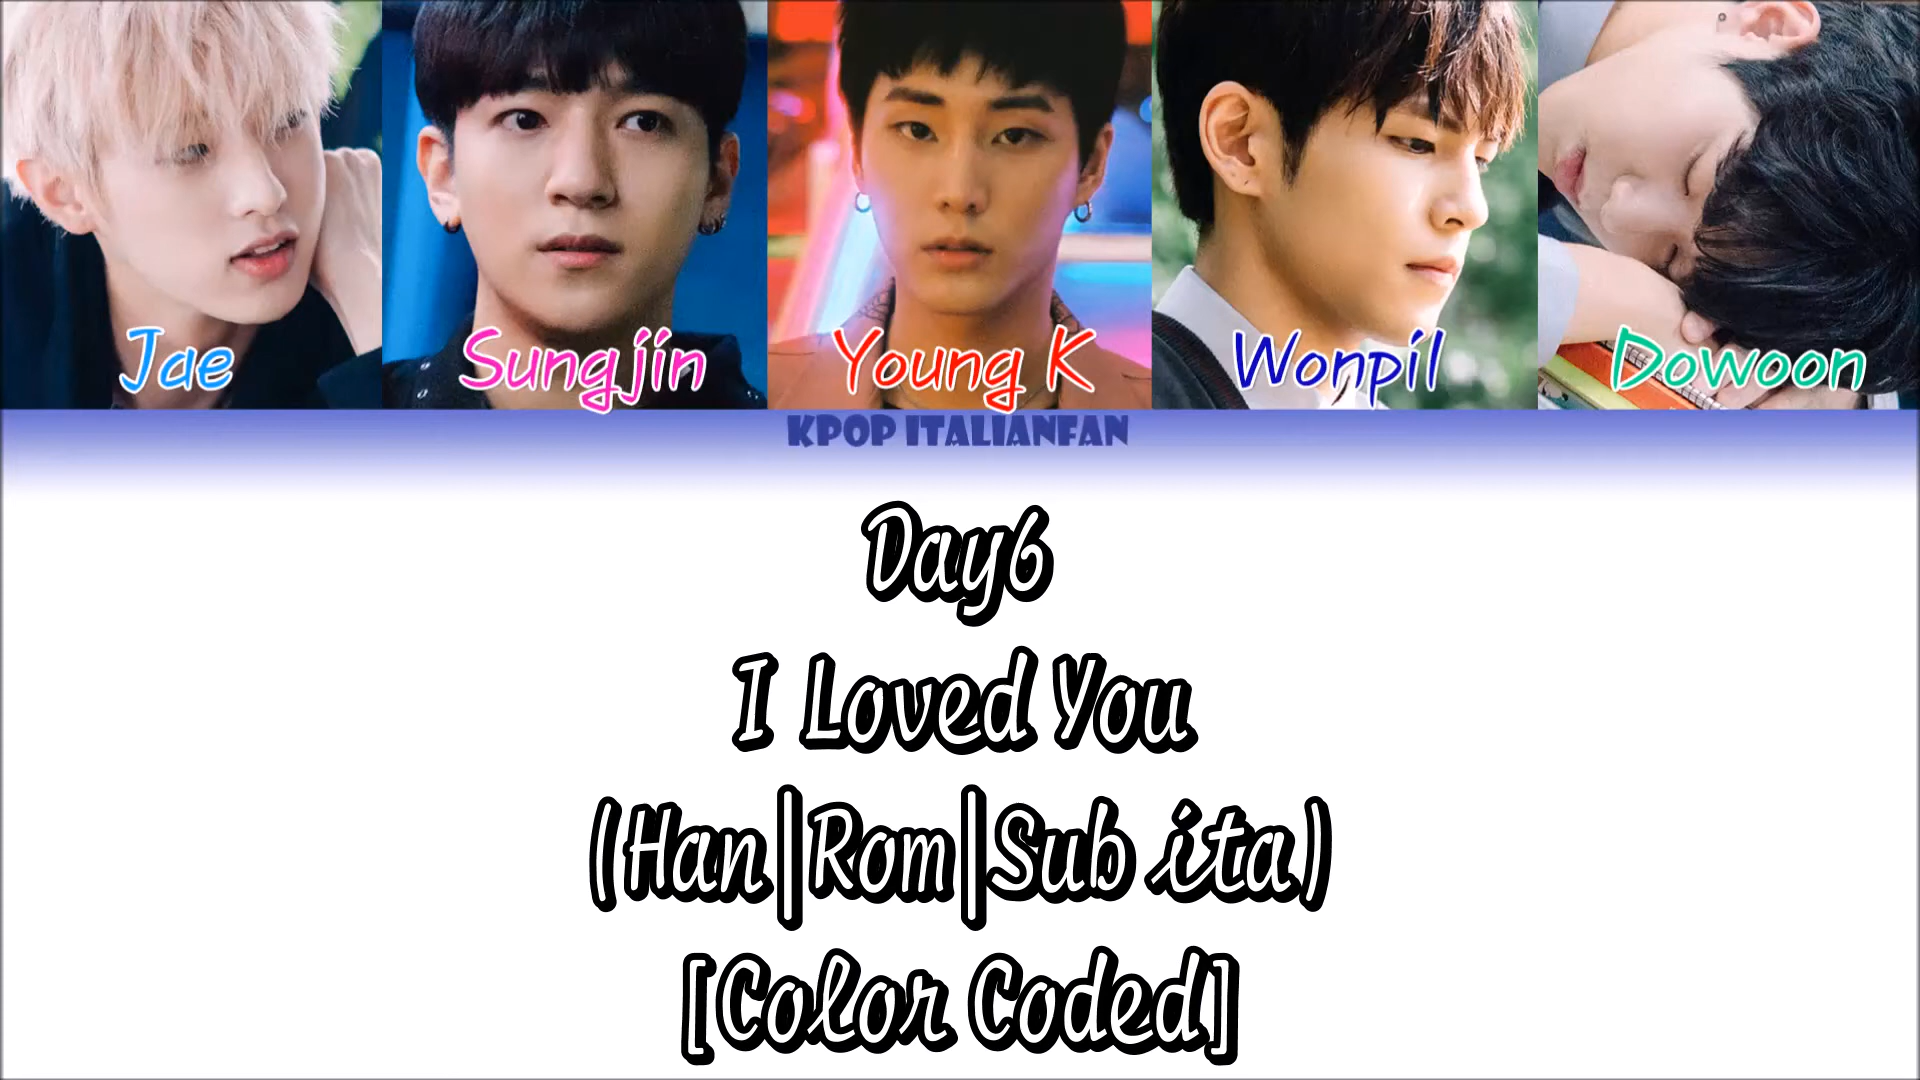 Jae Sungjin Young K Wonpil Dowoon
KPOP ITALIANFAN
Day6
I Loved You
(Han|Rom|Sub ita)
[Color Coded]